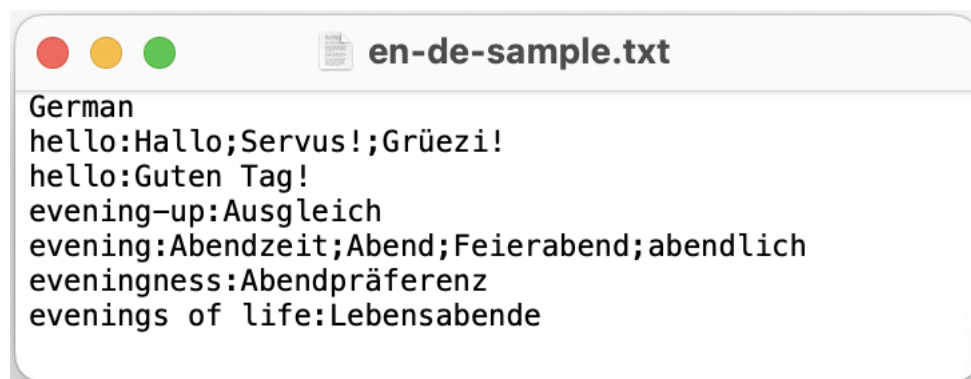 en-de-sample.txt
German
hello:Hallo;Servus!;Grüezi!
hello:Guten Tag!
evening-up:Ausgleich
evening:Abendzeit;Abend;Feierabend;abendlich
eveningness:Abendpräferenz
evenings of life:Lebensabende